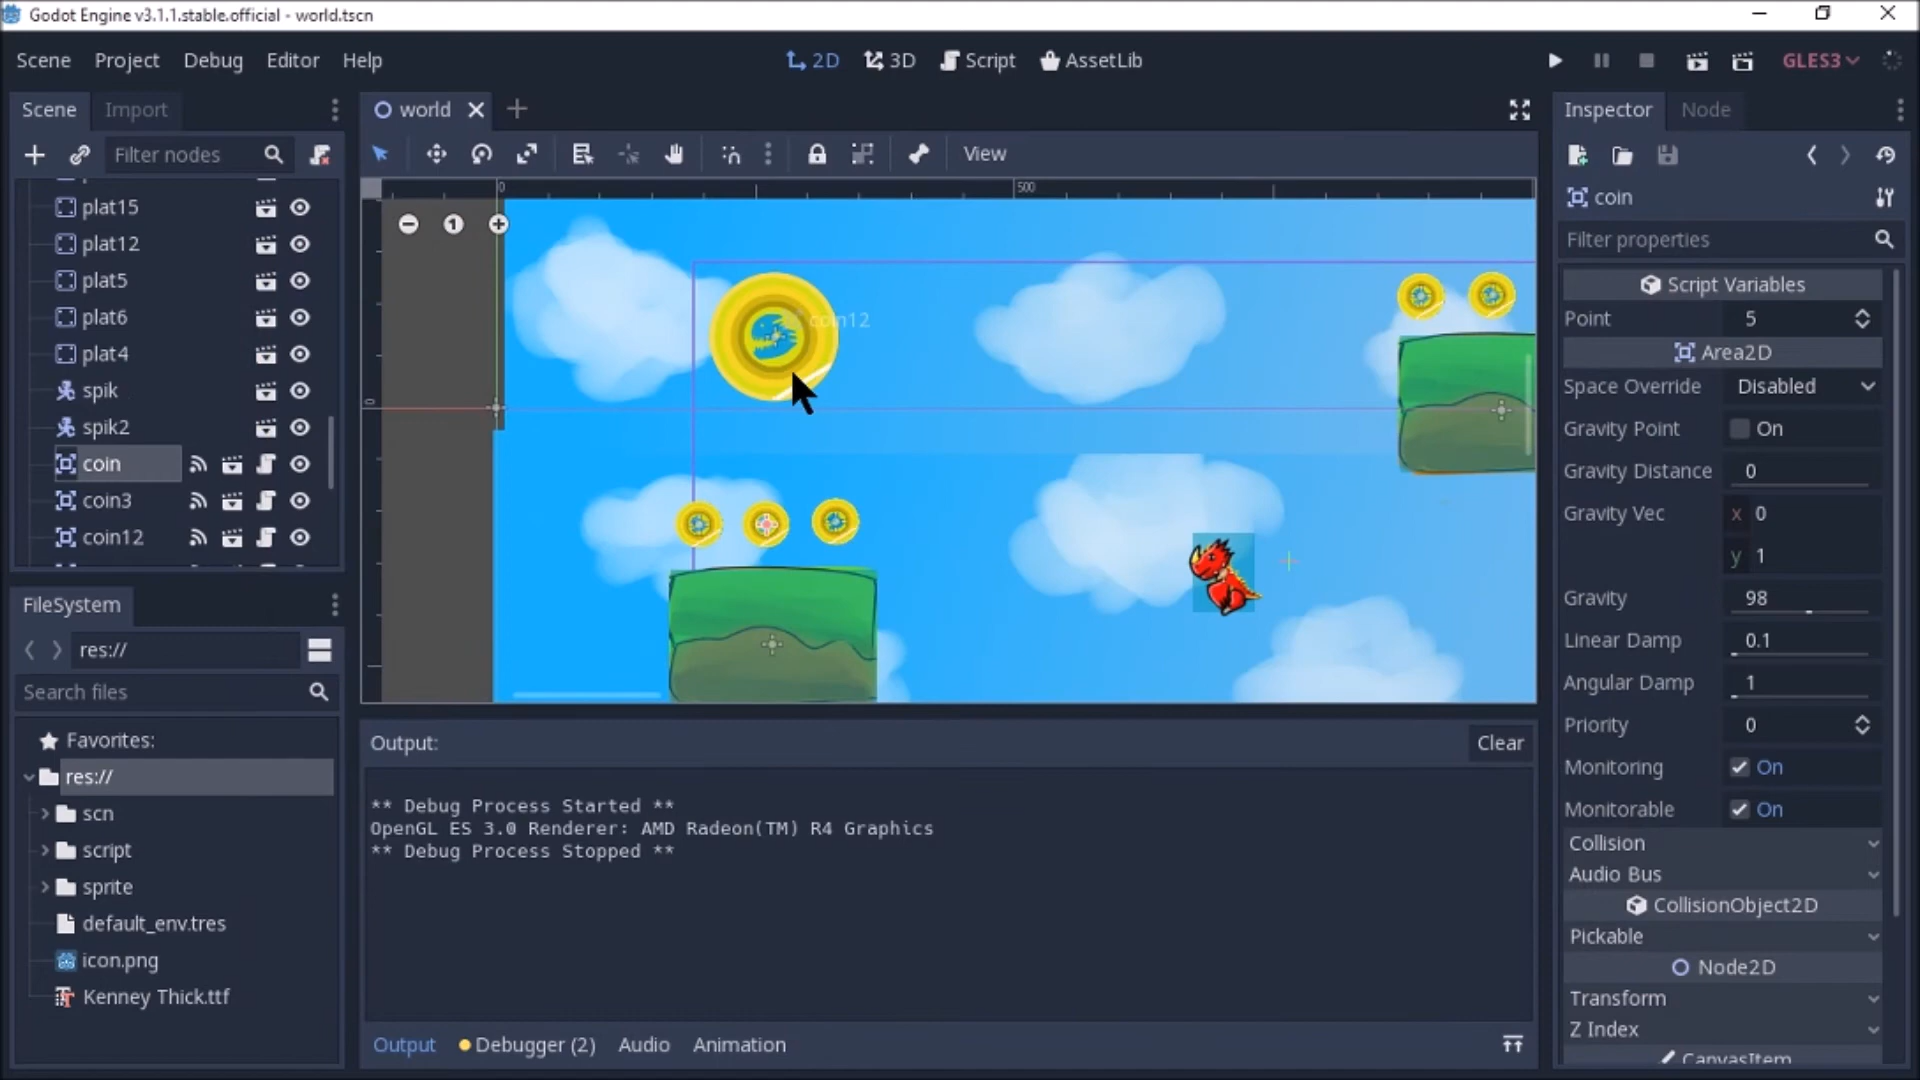 Godot Engine v3.1.1.stable.official - world.tscn
Scene Project Debug Editor Help
2D 3D Script AssetLib
GLES3
Scene Import
Filter nodes
plat15
plat12
plat5
plat6
plat4
spik
spik2
coin
coin3
coin12
FileSystem
res://
Search files
Favorites:
res://
scn
script
sprite
default_env.tres
icon.png
Kenney Thick.ttf
world
View
0
500
0
1
coin12
Output:
Clear
** Debug Process Started **
OpenGL ES 3.0 Renderer: AMD Radeon(TM) R4 Graphics
** Debug Process Stopped **
Output Debugger (2) Audio Animation
Inspector Node
coin
Filter properties
Script Variables
Point 5
Area2D
Space Override Disabled
Gravity Point On
Gravity Distance 0
Gravity Vec x 0
y 1
Gravity 98
Linear Damp 0.1
Angular Damp 1
Priority 0
Monitoring On
Monitorable On
Collision
Audio Bus
CollisionObject2D
Pickable
Node2D
Transform
Z Index
CanvasItem